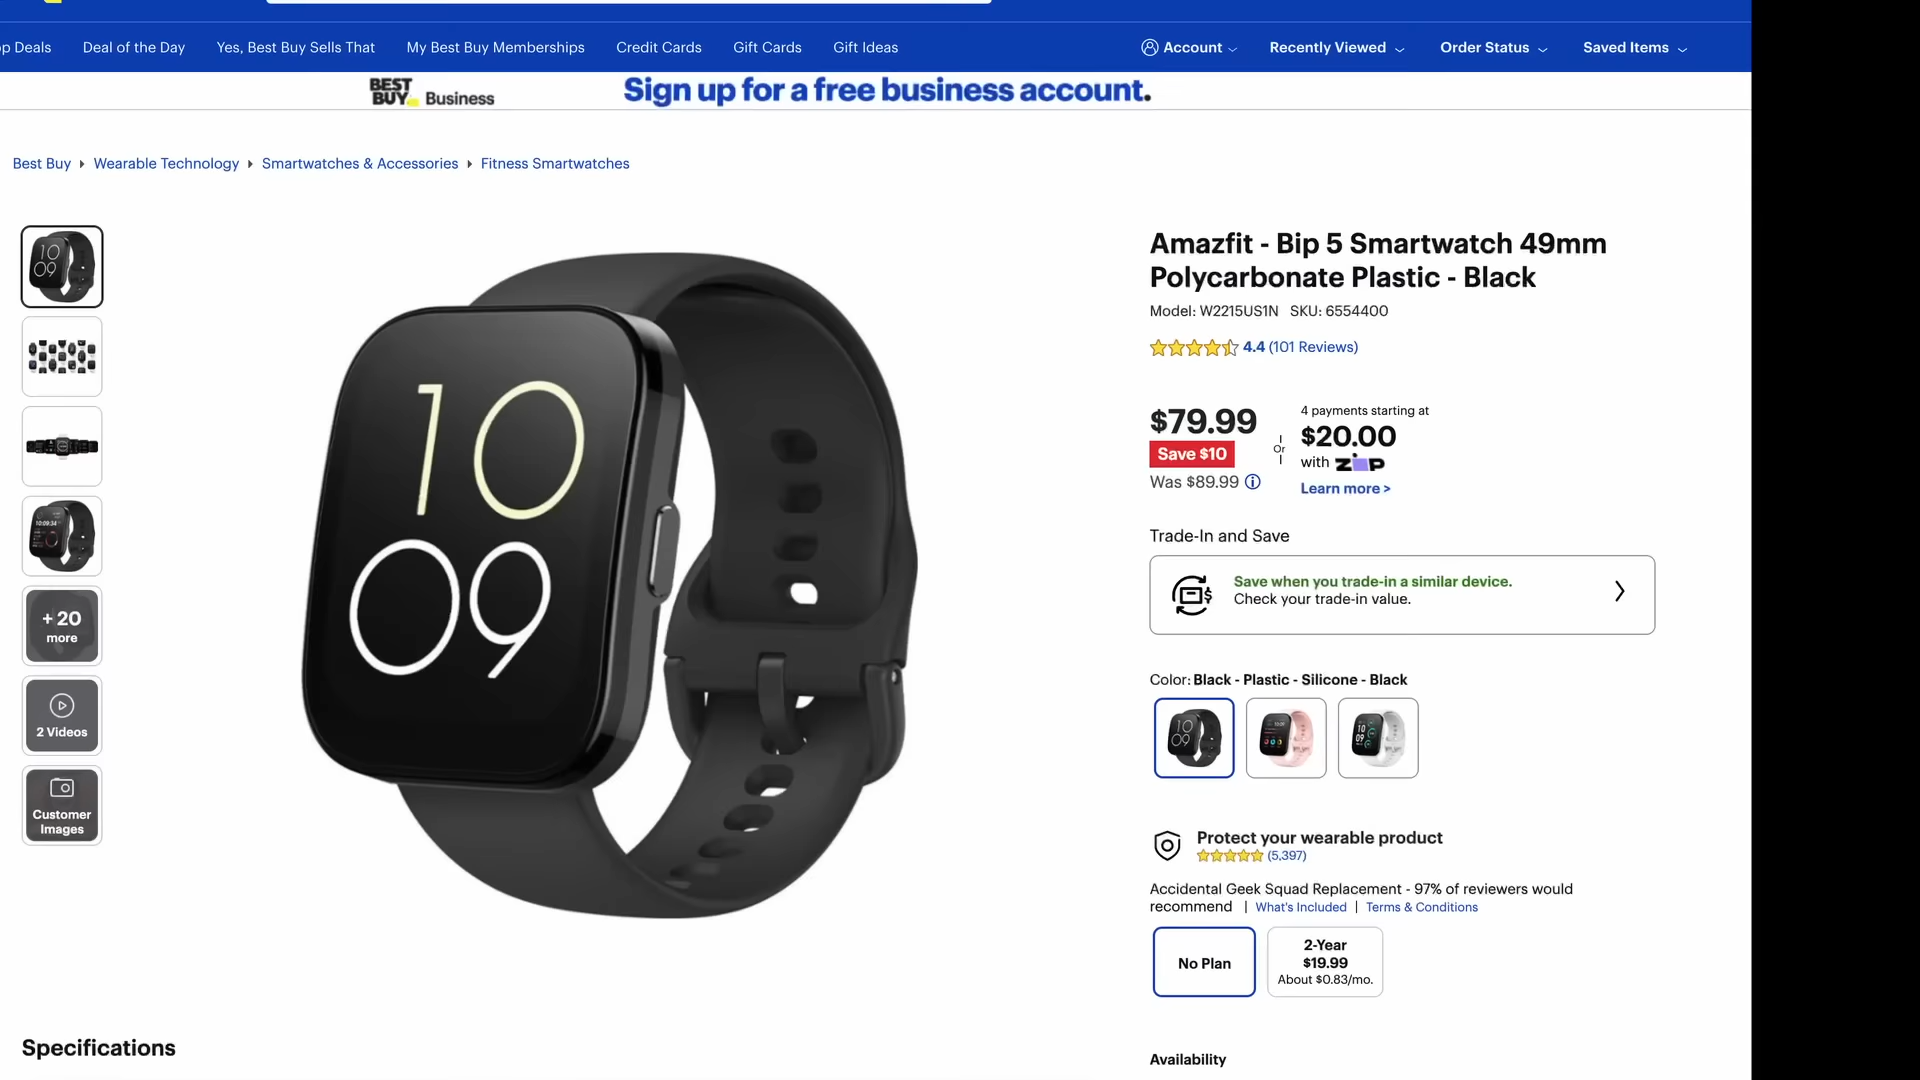 p Deals
Deal of the Day
Yes, Best Buy Sells That
My Best Buy Memberships
Credit Cards
Gift Cards
Gift Ideas
Account
Recently Viewed
Order Status
Saved Items
BEST
BUY Business
Sign up for a free business account.
Best Buy
Wearable Technology
Smartwatches & Accessories
Fitness Smartwatches
+ 20
more
2 Videos
Customer
Images
10
09
Amazfit - Bip 5 Smartwatch 49mm
Polycarbonate Plastic - Black
Model: W2215US1N SKU: 6554400
4.4 (101 Reviews)
$79.99
Save $10
Was $89.99
Or
4 payments starting at
$20.00
with ZIP
Learn more >
Trade-In and Save
Save when you trade-in a similar device.
Check your trade-in value.
Color: Black - Plastic - Silicone - Black
Protect your wearable product
(5,397)
Accidental Geek Squad Replacement - 97% of reviewers would
recommend | What's Included | Terms & Conditions
No Plan
2-Year
$19.99
About $0.83/mo.
Specifications
Availability